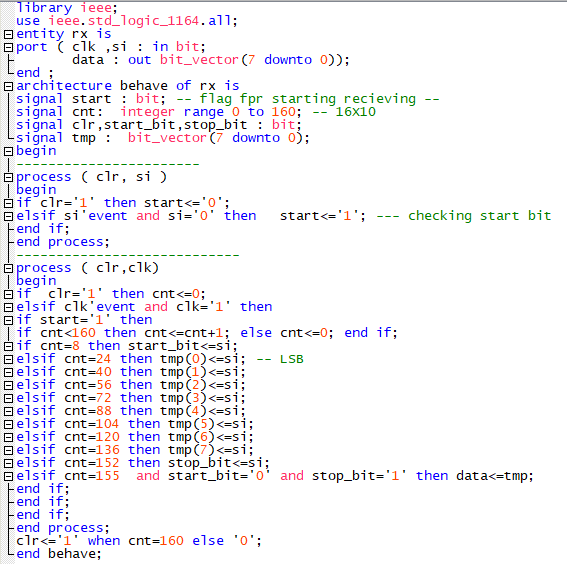 library ieee;
use ieee.std_logic_1164.all;
entity rx is
port ( clk ,si : in bit;
       data : out bit_vector(7 downto 0));
end ;
architecture behave of rx is
signal start : bit; -- flag fpr starting recieving --
signal cnt:  integer range 0 to 160; -- 16X10
signal clr,start_bit,stop_bit : bit;
signal tmp :  bit_vector(7 downto 0);
begin
-----------------------
process ( clr, si )
begin
if clr='1' then start<='0';
elsif si'event and si='0' then   start<='1'; --- checking start bit
end if;
end process;
----------------------------
process ( clr,clk)
begin
if  clr='1' then cnt<=0;
elsif clk'event and clk='1' then
if start='1' then
if cnt<160 then cnt<=cnt+1; else cnt<=0; end if;
if cnt=8 then start_bit<=si;
elsif cnt=24 then tmp(0)<=si; -- LSB
elsif cnt=40 then tmp(1)<=si;
elsif cnt=56 then tmp(2)<=si;
elsif cnt=72 then tmp(3)<=si;
elsif cnt=88 then tmp(4)<=si;
elsif cnt=104 then tmp(5)<=si;
elsif cnt=120 then tmp(6)<=si;
elsif cnt=136 then tmp(7)<=si;
elsif cnt=152 then stop_bit<=si;
elsif cnt=155  and start_bit='0' and stop_bit='1' then data<=tmp;
end if;
end if;
end if;
end process;
clr<='1' when cnt=160 else '0';
end behave;